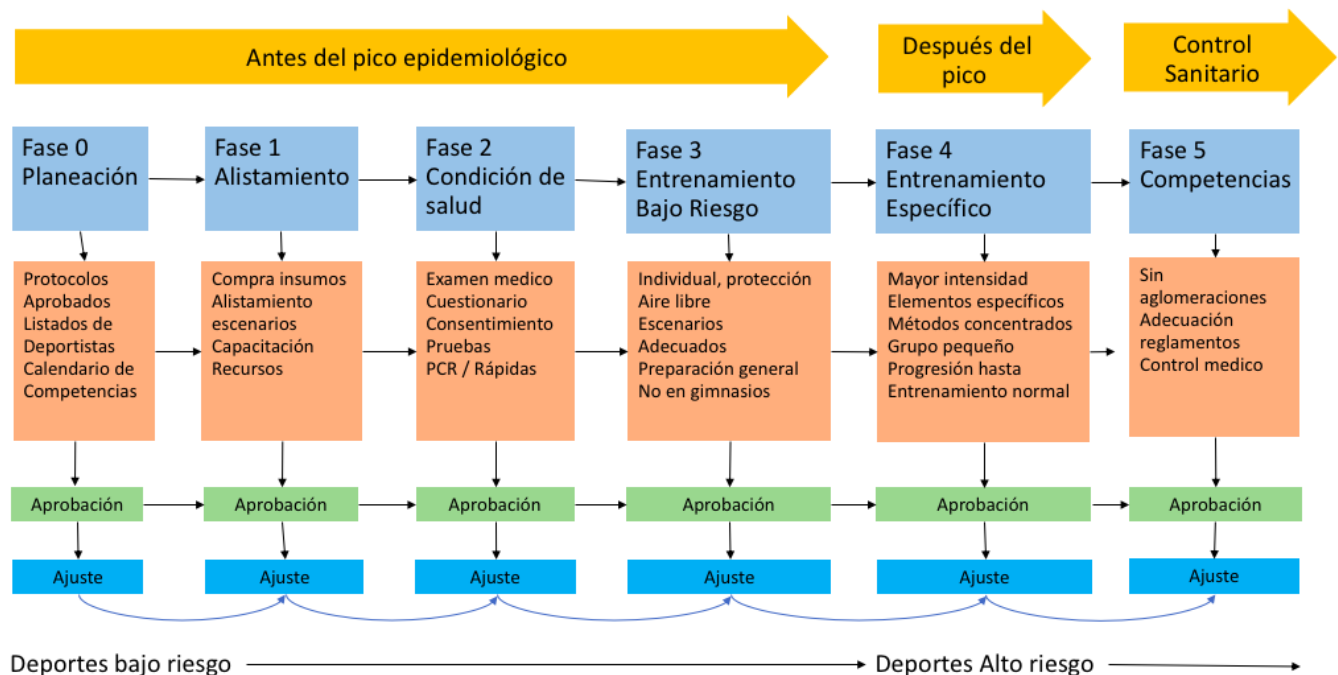 Antes del pico epidemiológico
Después del
pico
Control
Sanitario
Fase 0
Planeación
Fase 1
Alistamiento
Fase 2
Condición de
salud
Fase 3
Entrenamiento
Bajo Riesgo
Fase 4
Entrenamiento
Específico
Fase 5
Competencias
Protocolos
Aprobados
Listados de
Deportistas
Calendario de
Competencias
Compra insumos
Alistamiento
escenarios
Capacitación
Recursos
Examen medico
Cuestionario
Consentimiento
Pruebas
PCR / Rápidas
Individual, protección
Aire libre
Escenarios
Adecuados
Preparación general
No en gimnasios
Mayor intensidad
Elementos específicos
Métodos concentrados
Grupo pequeño
Progresión hasta
Entrenamiento normal
Sin
aglomeraciones
Adecuación
reglamentos
Control medico
Aprobación
Aprobación
Aprobación
Aprobación
Aprobación
Aprobación
Ajuste
Ajuste
Ajuste
Ajuste
Ajuste
Ajuste
Deportes bajo riesgo
Deportes Alto riesgo